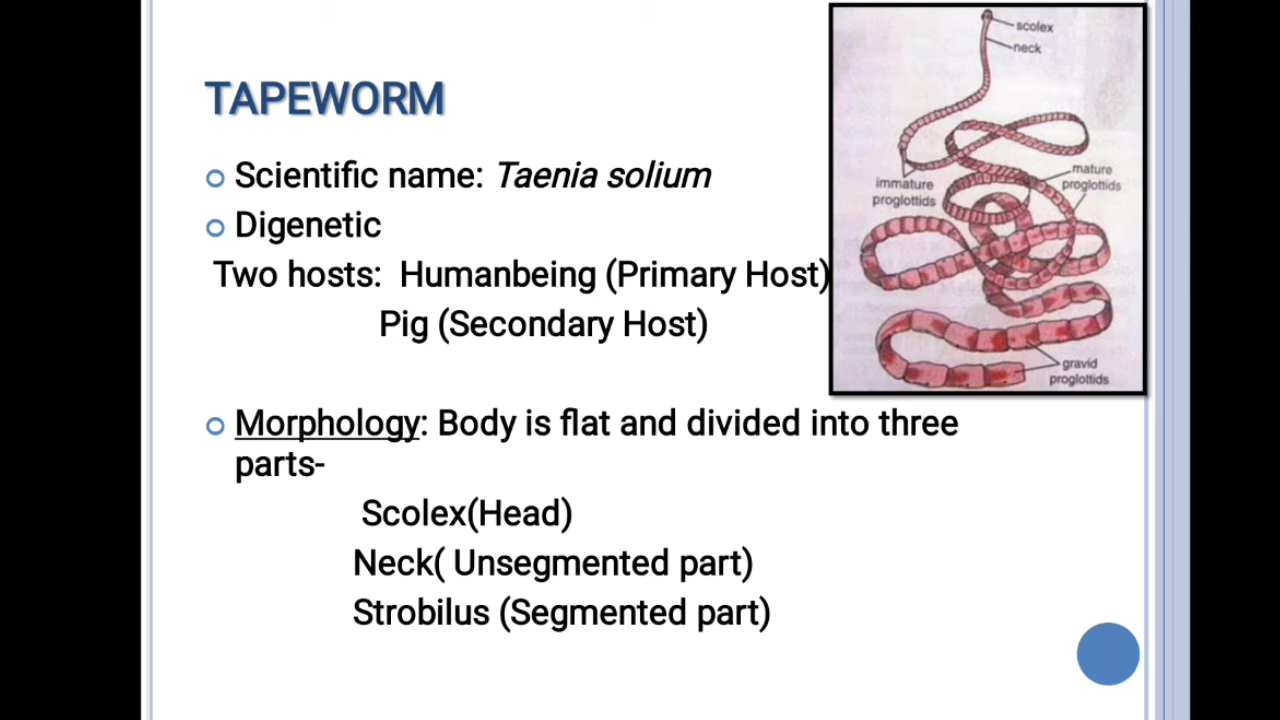 TAPEWORM
Scientific name: Taenia solium
Digenetic
Two hosts: Humanbeing (Primary Host)
Pig (Secondary Host)
Morphology: Body is flat and divided into three
parts-
Scolex(Head)
Neck( Unsegmented part)
Strobilus (Segmented part)
scolex
neck
immature
proglottids
mature
proglottids
gravid
proglottids